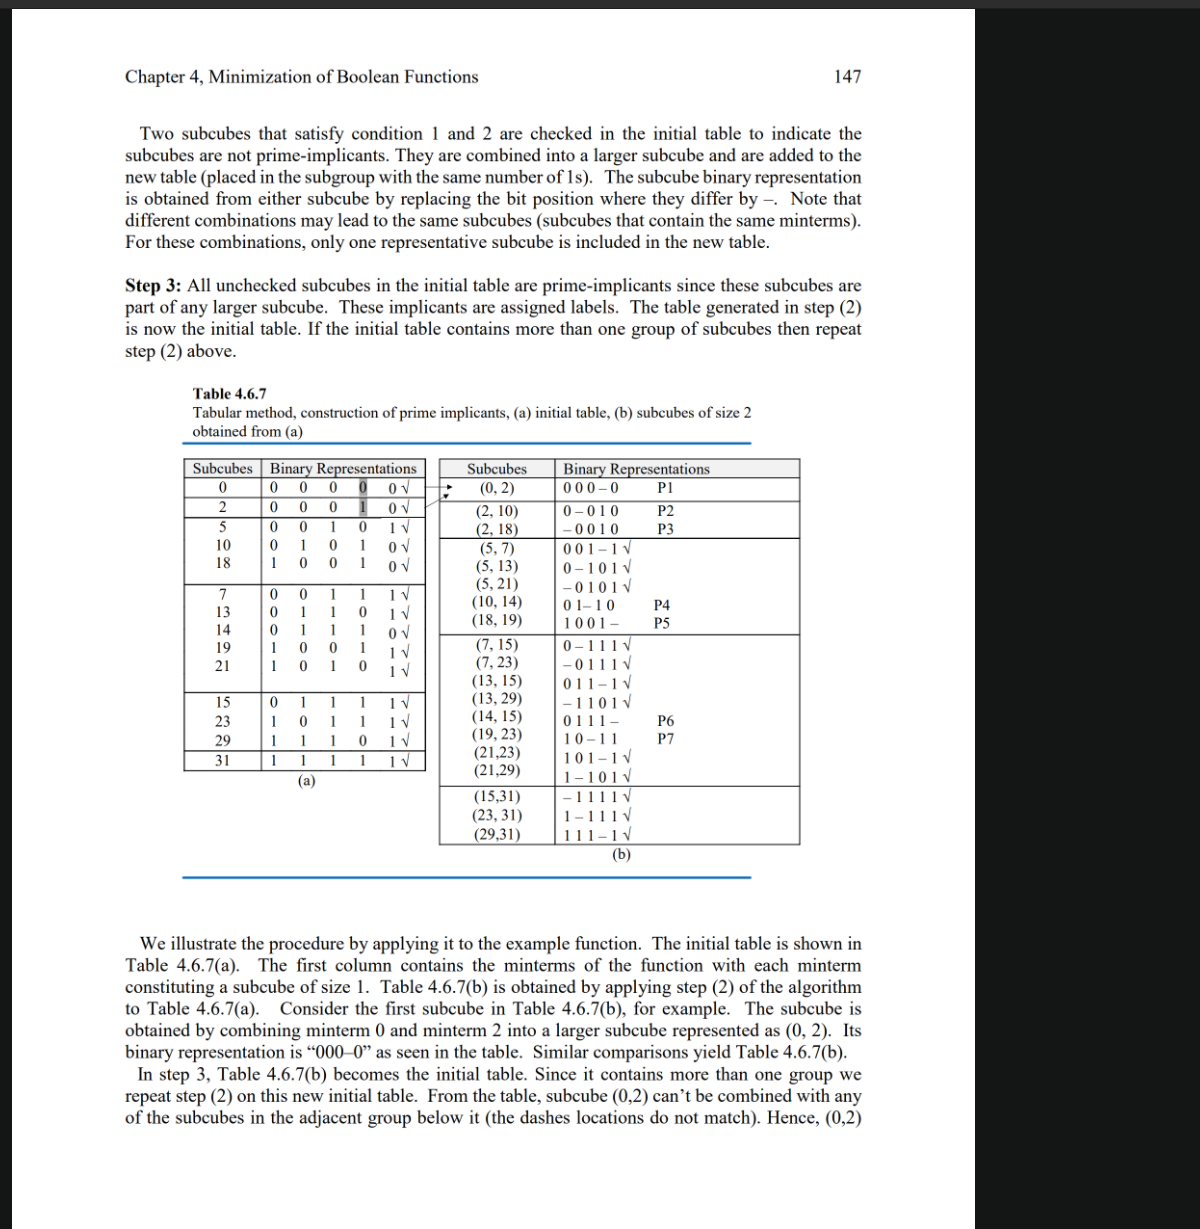 Chapter 4, Minimization of Boolean Functions 147
Two subcubes that satisfy condition 1 and 2 are checked in the initial table to indicate the
subcubes are not prime-implicants. They are combined into a larger subcube and are added to the
new table (placed in the subgroup with the same number of 1s). The subcube binary representation
is obtained from either subcube by replacing the bit position where they differ by –. Note that
different combinations may lead to the same subcubes (subcubes that contain the same minterms).
For these combinations, only one representative subcube is included in the new table.
Step 3: All unchecked subcubes in the initial table are prime-implicants since these subcubes are
part of any larger subcube. These implicants are assigned labels. The table generated in step (2)
is now the initial table. If the initial table contains more than one group of subcubes then repeat
step (2) above.
Table 4.6.7
Tabular method, construction of prime implicants, (a) initial table, (b) subcubes of size 2
obtained from (a)
Subcubes Binary Representations
0 0 0 0 0 0 √
2 0 0 0 1 0 √
5 0 0 1 0 1 √
10 0 1 0 1 0 √
18 1 0 0 1 0 √
7 0 0 1 1 1 √
13 0 1 1 0 1 √
14 0 1 1 1 0 √
19 1 0 0 1 1 √
21 1 0 1 0 1 √
15 0 1 1 1 1 √
23 1 0 1 1 1 √
29 1 1 1 0 1 √
31 1 1 1 1 1 √
(a)
Subcubes Binary Representations
(0, 2) 0 0 0 – 0 P1
(2, 10) 0 – 0 1 0 P2
(2, 18) – 0 0 1 0 P3
(5, 7) 0 0 1 – 1 √
(5, 13) 0 – 1 0 1 √
(5, 21) – 0 1 0 1 √
(10, 14) 0 1– 1 0 P4
(18, 19) 1 0 0 1 – P5
(7, 15) 0 – 1 1 1 √
(7, 23) – 0 1 1 1 √
(13, 15) 0 1 1 – 1 √
(13, 29) – 1 1 0 1 √
(14, 15) 0 1 1 1 – P6
(19, 23) 1 0 – 1 1 P7
(21,23) 1 0 1 – 1 √
(21,29) 1 – 1 0 1 √
(15,31) – 1 1 1 1 √
(23, 31) 1 – 1 1 1 √
(29,31) 1 1 1 – 1 √
(b)
We illustrate the procedure by applying it to the example function. The initial table is shown in
Table 4.6.7(a). The first column contains the minterms of the function with each minterm
constituting a subcube of size 1. Table 4.6.7(b) is obtained by applying step (2) of the algorithm
to Table 4.6.7(a). Consider the first subcube in Table 4.6.7(b), for example. The subcube is
obtained by combining minterm 0 and minterm 2 into a larger subcube represented as (0, 2). Its
binary representation is “000–0” as seen in the table. Similar comparisons yield Table 4.6.7(b).
In step 3, Table 4.6.7(b) becomes the initial table. Since it contains more than one group we
repeat step (2) on this new initial table. From the table, subcube (0,2) can’t be combined with any
of the subcubes in the adjacent group below it (the dashes locations do not match). Hence, (0,2)